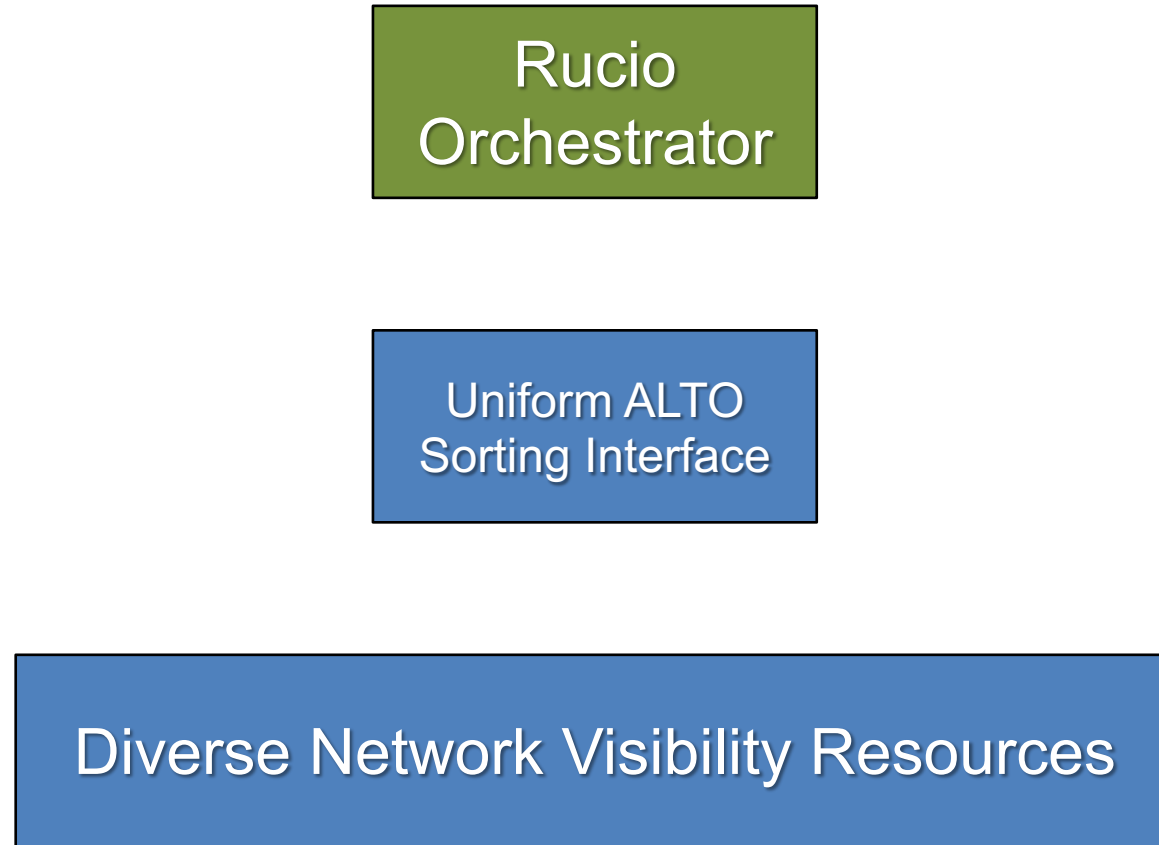 Rucio
Orchestrator
Uniform ALTO
Sorting Interface
Diverse Network Visibility Resources